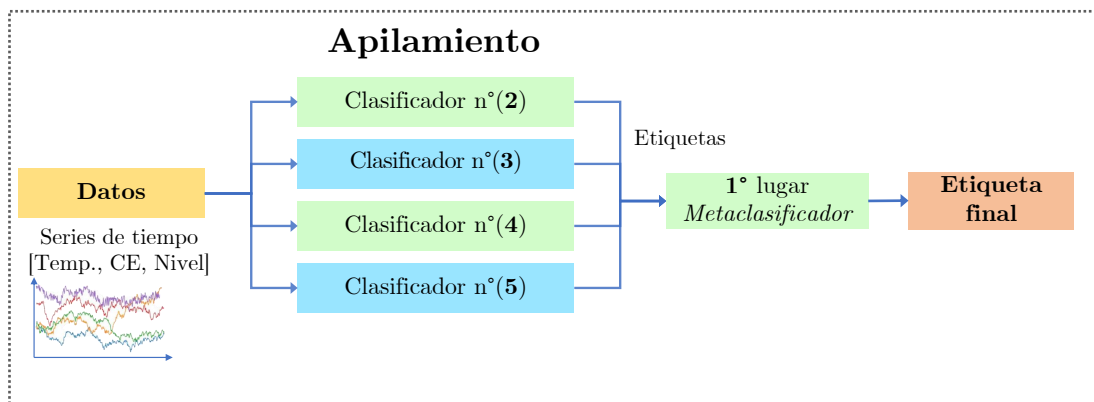 Apilamiento
Clasificador n°(2)
Clasificador n°(3)
Clasificador n°(4)
Clasificador n°(5)
Datos
Series de tiempo
[Temp., CE, Nivel]
Etiquetas
1° lugar
Metaclasificador
Etiqueta
final